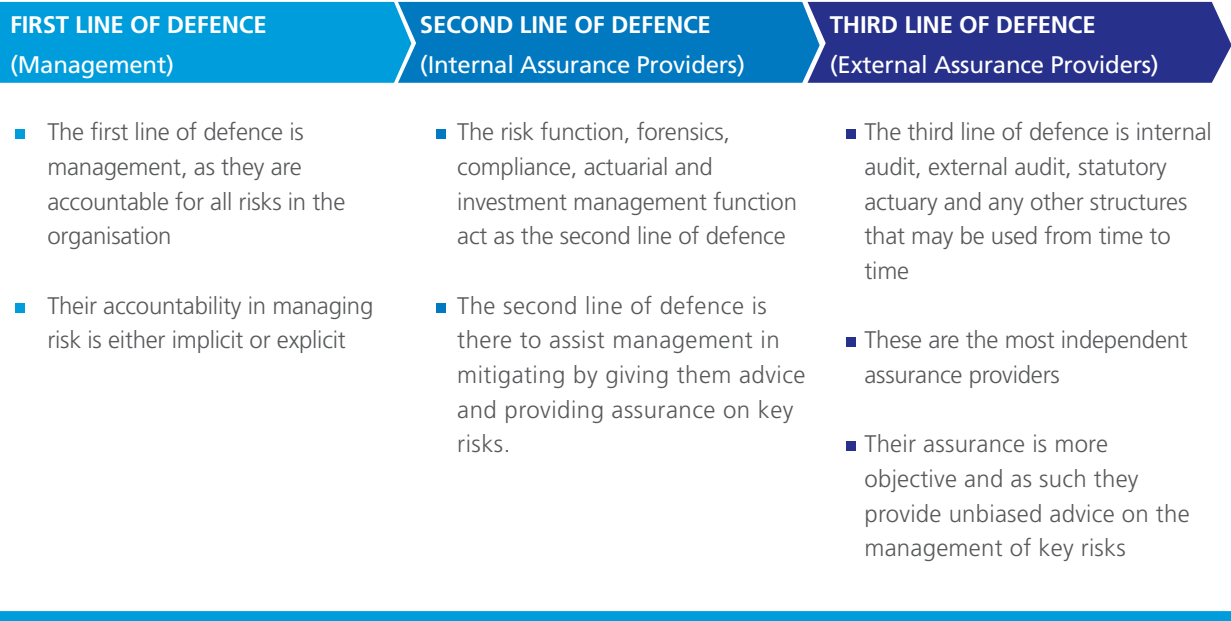 FIRST LINE OF DEFENCE
(Management)
The first line of defence is
management, as they are
accountable for all risks in the
organisation
Their accountability in managing
risk is either implicit or explicit
SECOND LINE OF DEFENCE
(Internal Assurance Providers)
The risk function, forensics,
compliance, actuarial and
investment management function
act as the second line of defence
The second line of defence is
there to assist management in
mitigating by giving them advice
and providing assurance on key
risks.
THIRD LINE OF DEFENCE
(External Assurance Providers)
The third line of defence is internal
audit, external audit, statutory
actuary and any other structures
that may be used from time to
time
These are the most independent
assurance providers
Their assurance is more
objective and as such they
provide unbiased advice on the
management of key risks